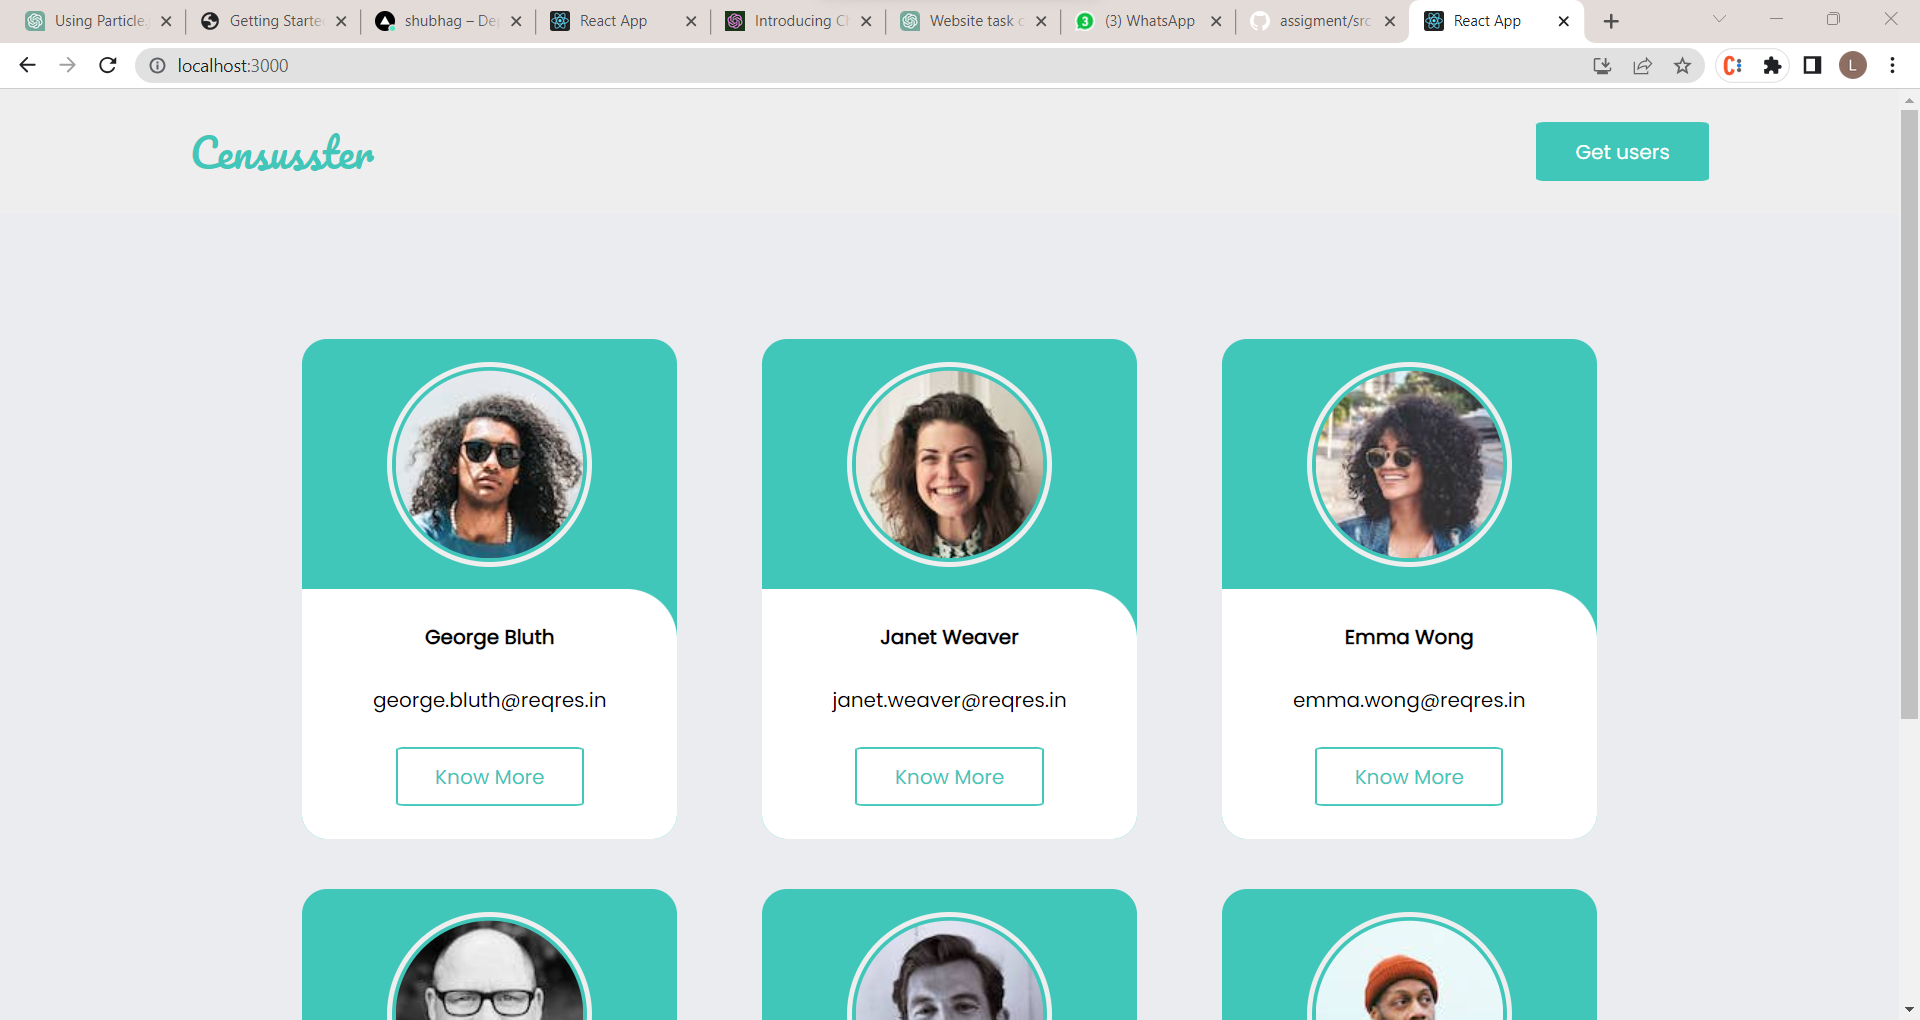 Using Particle.
Getting Starte
shubhag – De
React App
Introducing C
Website task c
3
(3) WhatsApp
assigment/src
React App
localhost:3000
L
Censusster
Get users
George Bluth
Janet Weaver
Emma Wong
george.bluth@reqres.in
janet.weaver@reqres.in
emma.wong@reqres.in
Know More
Know More
Know More